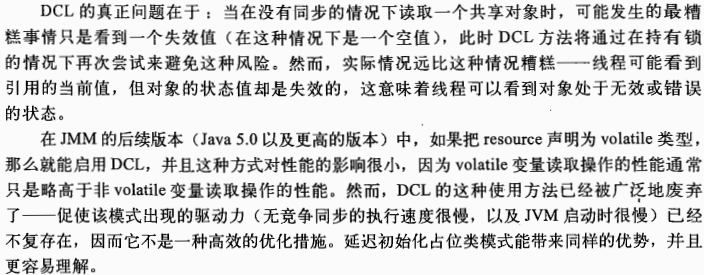 DCL 的真正问题在于：当在没有同步的情况下读取一个共享对象时，可能发生的最糟
糕事情只是看到一个失效值（在这种情况下是一个空值），此时 DCL 方法将通过在持有锁
的情况下再次尝试来避免这种风险。然而，实际情况远比这种情况糟糕——线程可能看到
引用的当前值，但对象的状态值却是失效的，这意味着线程可以看到对象处于无效或错误
的状态。
在 JMM 的后续版本（Java 5.0 以及更高的版本）中，如果把 resource 声明为 volatile 类型，
那么就能启用 DCL，并且这种方式对性能的影响很小，因为 volatile 变量读取操作的性能通常
只是略高于非 volatile 变量读取操作的性能。然而，DCL 的这种使用方法已经被广泛地废弃
了——促使该模式出现的驱动力（无竞争同步的执行速度很慢，以及 JVM 启动时很慢）已经
不复存在，因而它不是一种高效的优化措施。延迟初始化占位类模式能带来同样的优势，并且
更容易理解。